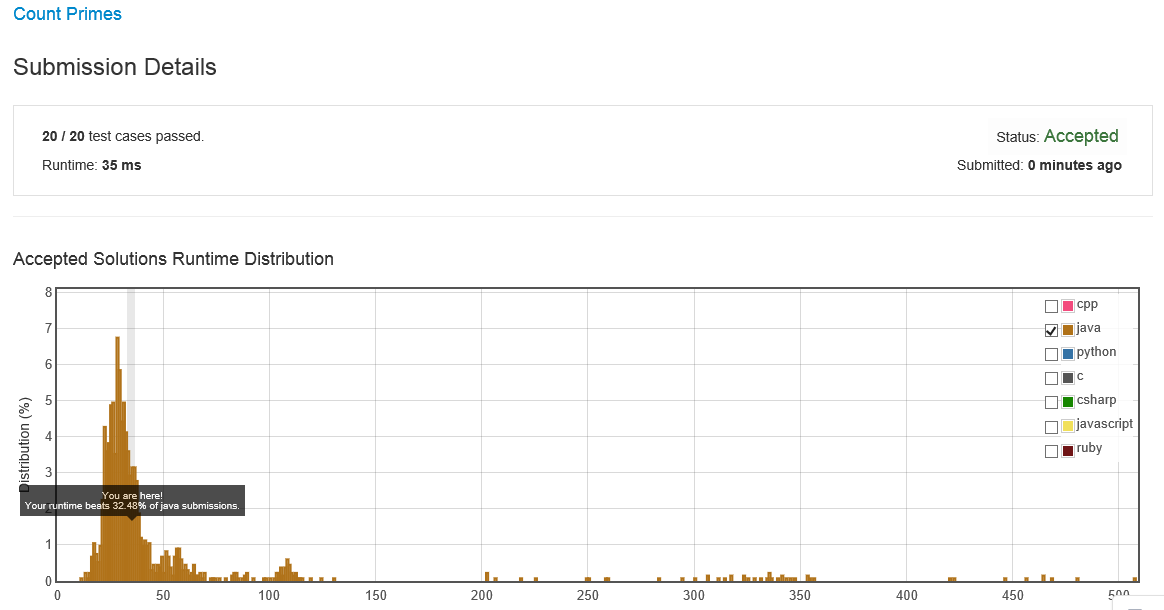 Count Primes
Submission Details
20 / 20 test cases passed.
Status: Accepted
Runtime: 35 ms
Submitted: 0 minutes ago
Accepted Solutions Runtime Distribution
8
7
6
5
4
3
2
1
0
Distribution (%)
You are here!
Your runtime beats 32.48% of java submissions.
cpp
java
python
c
csharp
javascript
ruby
0 50 100 150 200 250 300 350 400 450 500